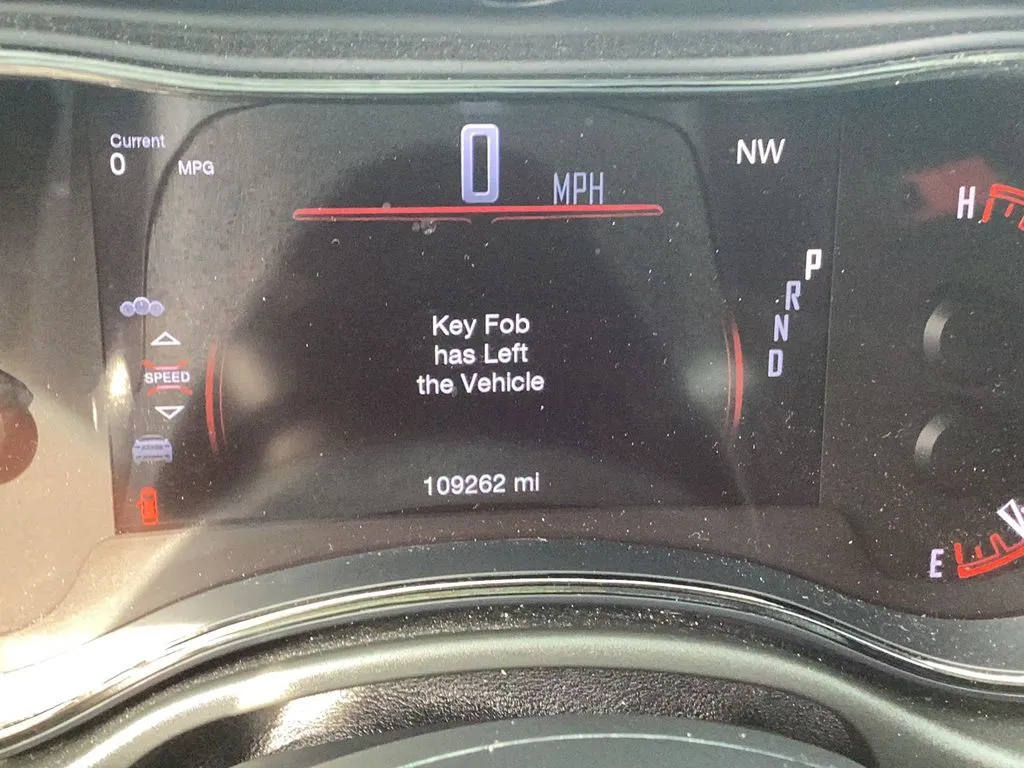 Current
0 MPG
0 MPH
NW
H
P
R
N
D
Key Fob
has Left
the Vehicle
SPEED
109262 mi
E